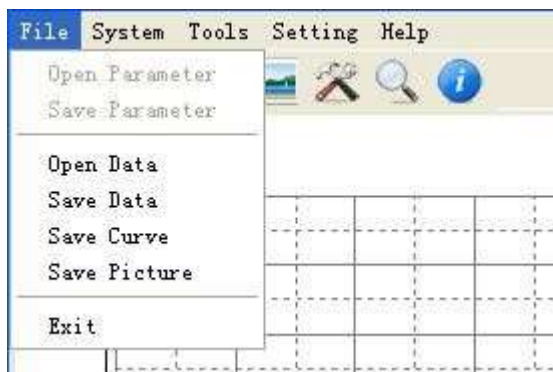 File System Tools Setting Help
Open Parameter
Save Parameter
Open Data
Save Data
Save Curve
Save Picture
Exit